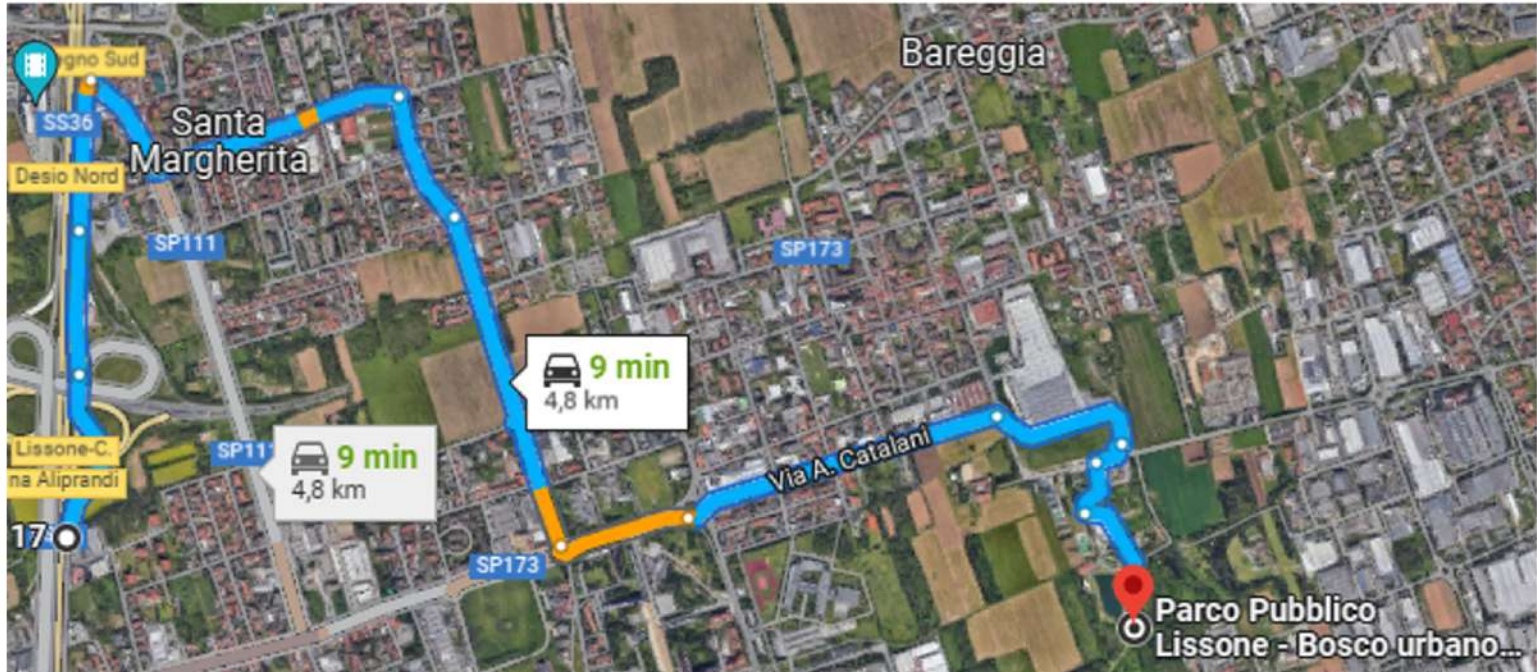 Bareggia
gno Sud
SS36
Santa
Margherita
Desio Nord
SP111
SP173
9 min
4,8 km
Via A. Catalani
Lissone-C.
na Aliprandi
SP11
9 min
4,8 km
17
SP173
Parco Pubblico
Lissone - Bosco urbano...